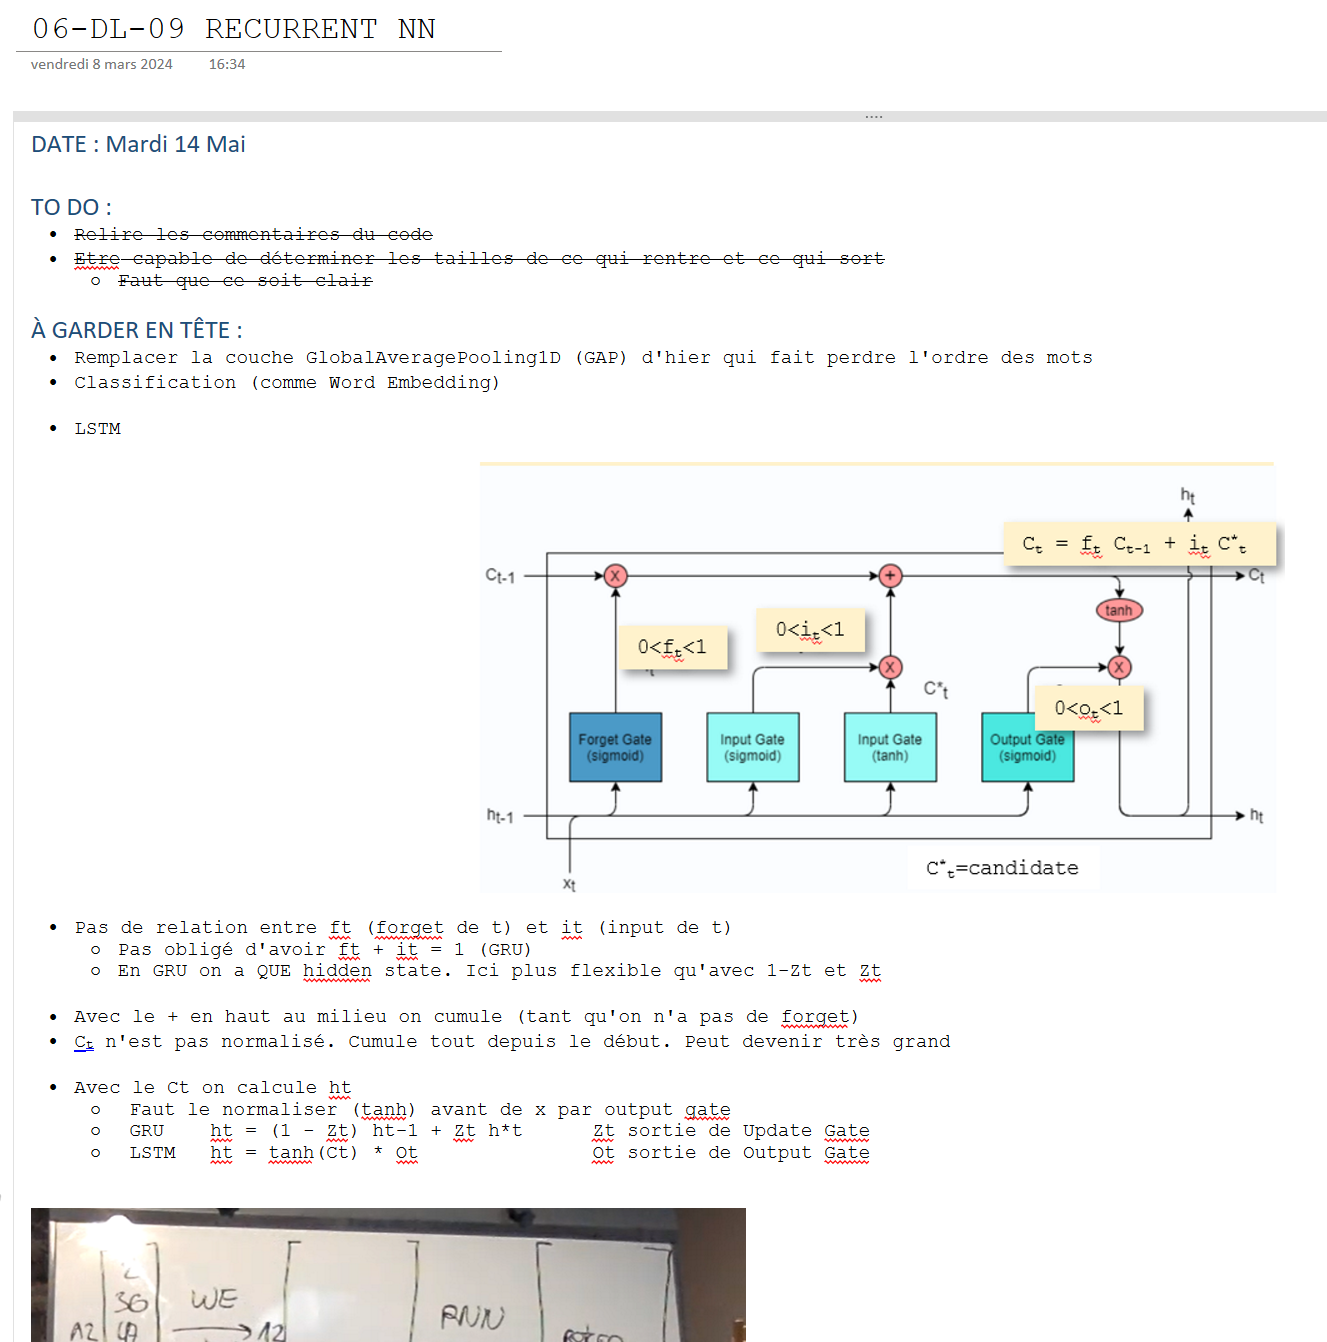 06-DL-09 RECURRENT NN
vendredi 8 mars 2024 16:34
DATE : Mardi 14 Mai
TO DO :
Relire les commentaires du code
Etre capable de déterminer les tailles de ce qui rentre et ce qui sort
Faut que ce soit clair
À GARDER EN TÊTE :
Remplacer la couche GlobalAveragePooling1D (GAP) d'hier qui fait perdre l'ordre des mots
Classification (comme Word Embedding)
LSTM
ht
Ct = ft Ct-1 + it C*t
Ct-1 X + Ct
tanh
0<ft<1 0<it<1
X X
C*t
0<ot<1
Forget Gate (sigmoid)
Input Gate (sigmoid)
Input Gate (tanh)
Output Gate (sigmoid)
ht-1 ht
C*t=candidate
xt
Pas de relation entre ft (forget de t) et it (input de t)
Pas obligé d'avoir ft + it = 1 (GRU)
En GRU on a QUE hidden state. Ici plus flexible qu'avec 1-Zt et Zt
Avec le + en haut au milieu on cumule (tant qu'on n'a pas de forget)
Ct n'est pas normalisé. Cumule tout depuis le début. Peut devenir très grand
Avec le Ct on calcule ht
Faut le normaliser (tanh) avant de x par output gate
GRU ht = (1 - Zt) ht-1 + Zt h*t Zt sortie de Update Gate
LSTM ht = tanh(Ct) * Ot Ot sortie de Output Gate
36 WE RNN
12